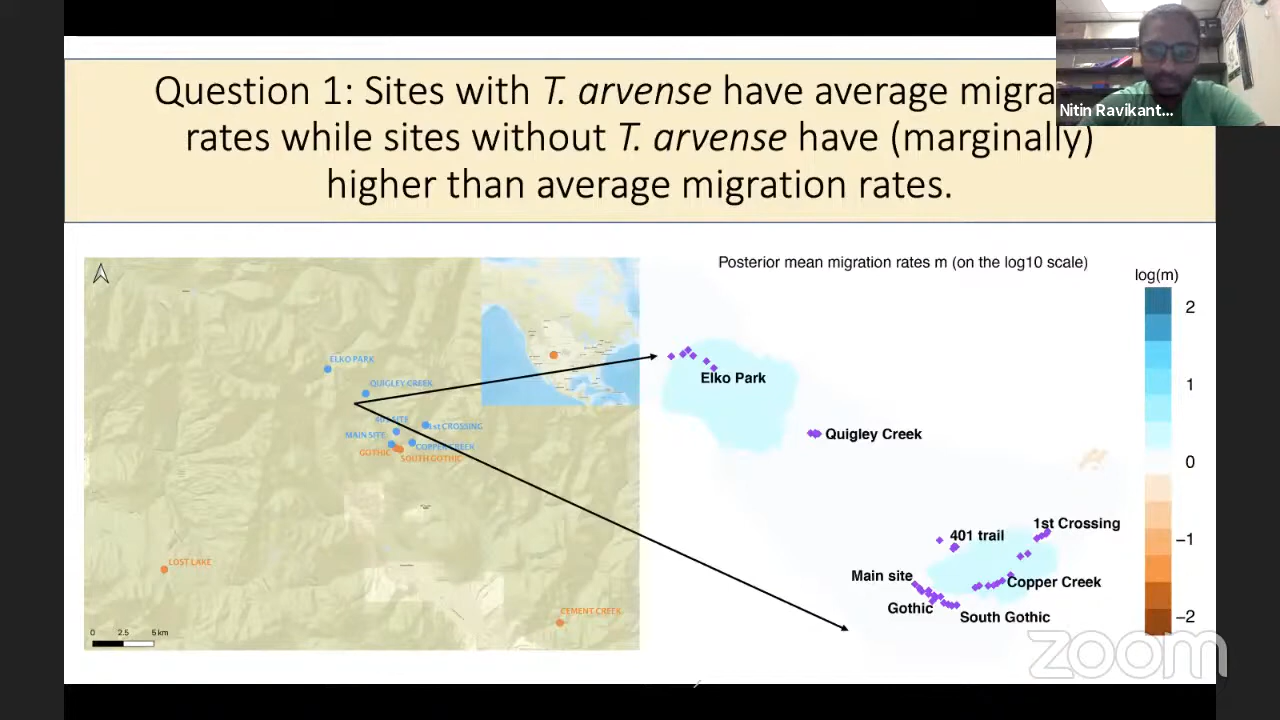 Question 1: Sites with T. arvense have average migra
rates while sites without T. arvense have (marginally)
higher than average migration rates.
Nitin Ravikant...
Posterior mean migration rates m (on the log10 scale)
log(m)
2
1
0
−1
−2
ELKO PARK
QUIGLEY CREEK
1st CROSSING
MAIN SITE
COPPER CREEK
GOTHIC
SOUTH GOTHIC
LOST LAKE
CEMENT CREEK
0 2.5 5 km
Elko Park
Quigley Creek
1st Crossing
401 trail
Main site
Copper Creek
Gothic
South Gothic
zoom